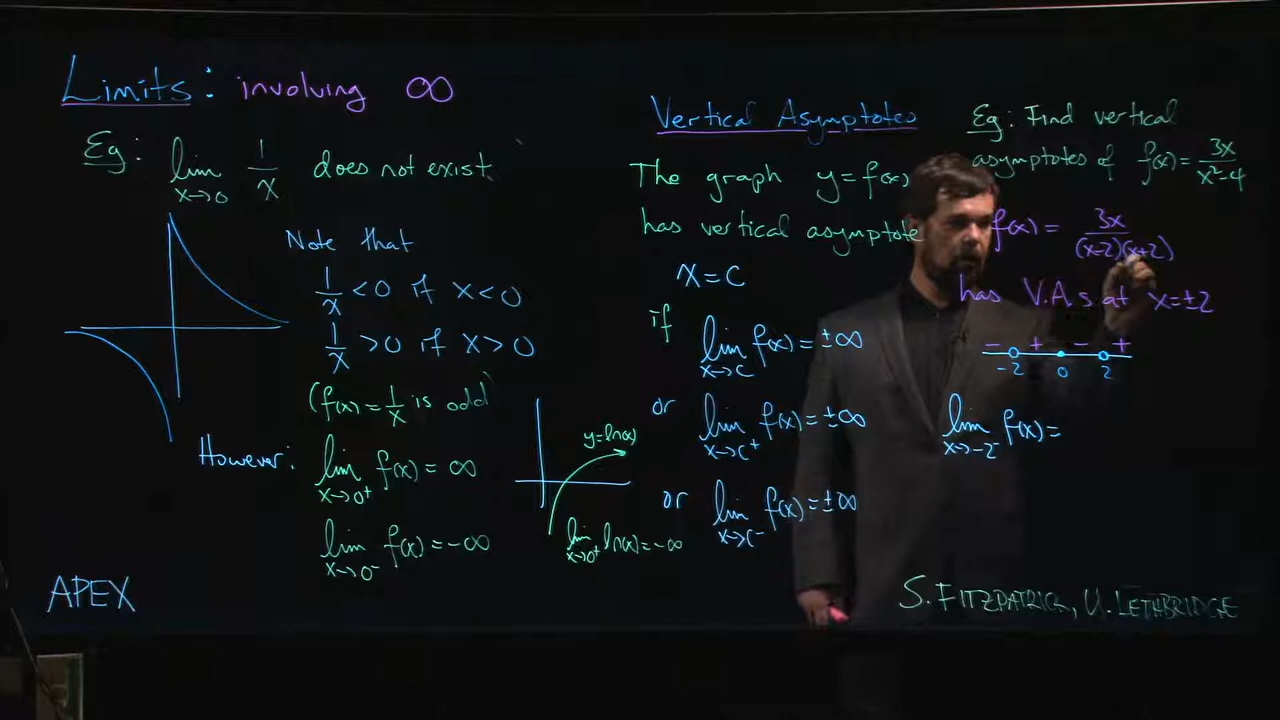 Limits: involving ∞
Eg: lim x→0 1/x does not exist
Note that
1/x < 0 if x < 0
1/x > 0 if x > 0
(f(x) = 1/x is odd)
However: lim x→0⁺ f(x) = ∞
lim x→0⁻ f(x) = -∞
y = ln(x)
lim x→0⁺ ln(x) = -∞
APEX
Vertical Asymptotes
The graph y = f(x)
has vertical asymptote
x = c
if lim x→c f(x) = ±∞
or lim x→c⁺ f(x) = ±∞
or lim x→c⁻ f(x) = ±∞
Eg: Find vertical
asymptotes of f(x) = 3x/(x²-4)
f(x) = 3x/((x-2)(x+2))
has V.A.s at x = ±2
- + - +
-2 0 2
lim x→-2⁻ f(x) =
S. FITZPATRICK, U. LETHBRIDGE